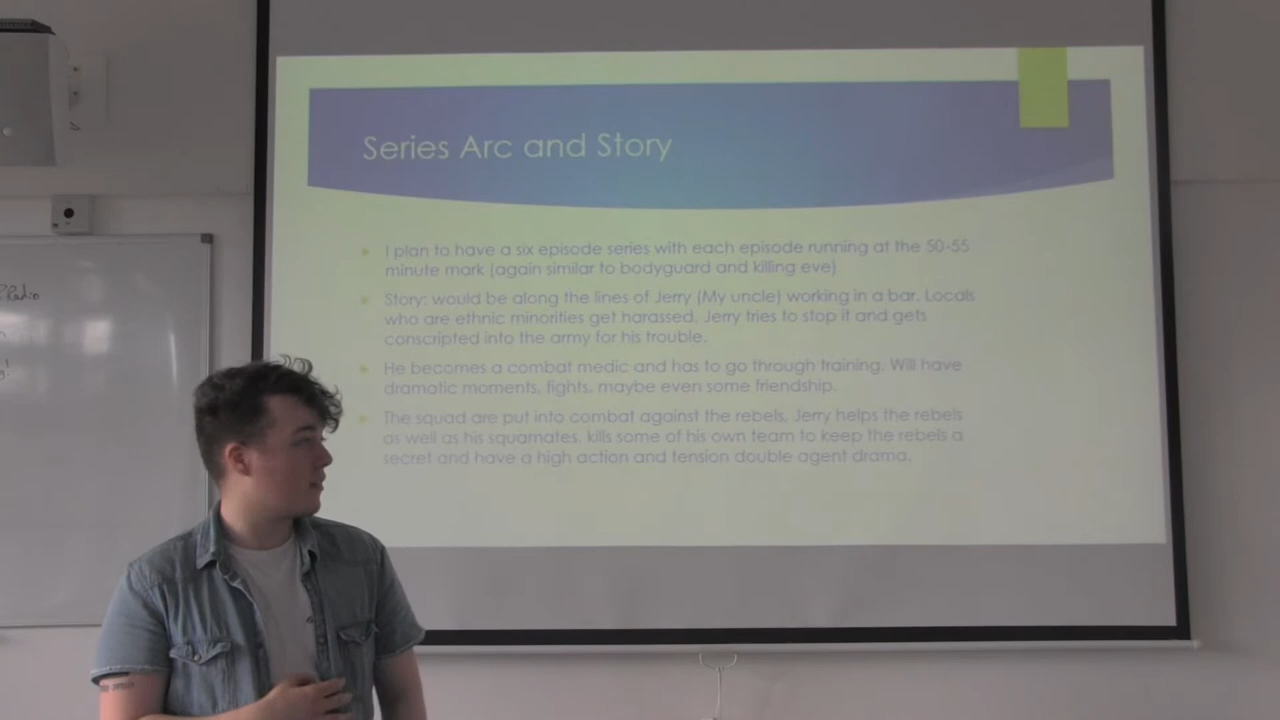 Series Arc and Story
I plan to have a six episode series with each episode running at the 50-55
minute mark (again similar to bodyguard and killing eve)
Story: would be along the lines of Jerry (My uncle) working in a bar. Locals
who are ethnic minorities get harassed, Jerry tries to stop it and gets
conscripted into the army for his trouble.
He becomes a combat medic and has to go through training. Will have
dramatic moments, fights, maybe even some friendship.
The squad are put into combat against the rebels, Jerry helps the rebels
as well as his squamates, kills some of his own team to keep the rebels a
secret and have a high action and tension double agent drama.
Radio